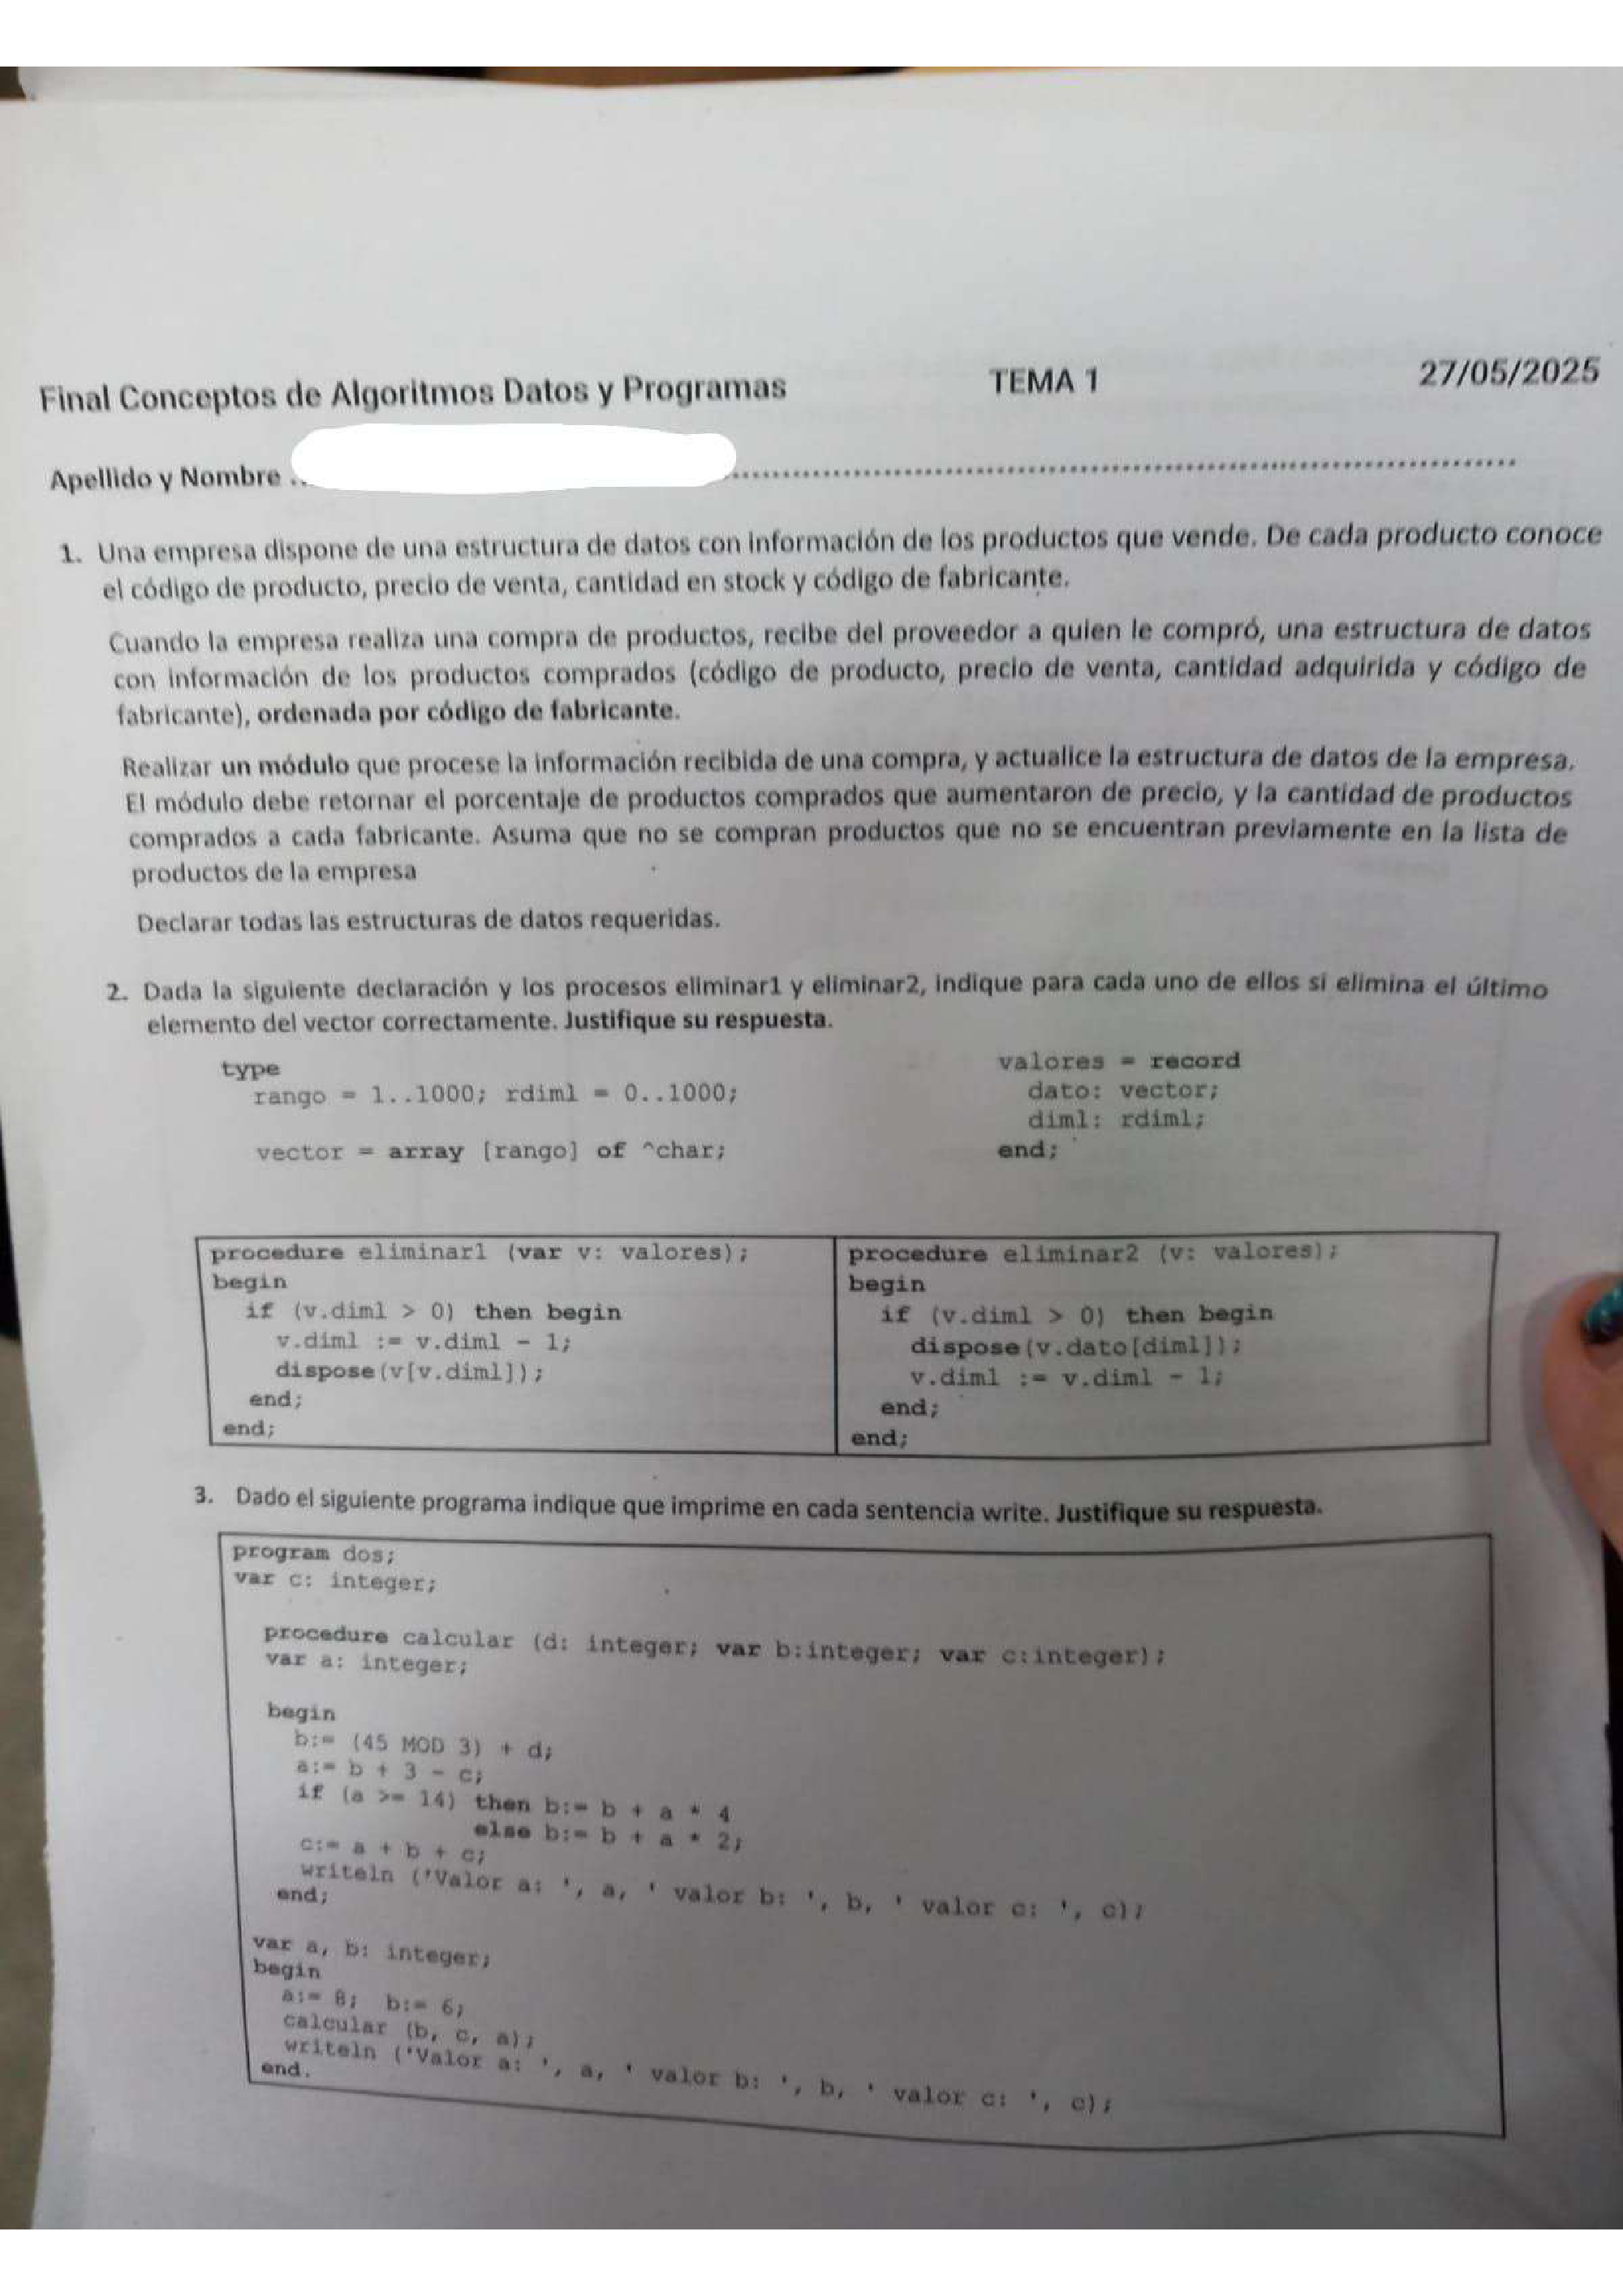 Final Conceptos de Algoritmos Datos y Programas TEMA 1 27/05/2025
Apellido y Nombre ..................................................
1. Una empresa dispone de una estructura de datos con información de los productos que vende. De cada producto conoce
el código de producto, precio de venta, cantidad en stock y código de fabricante.
Cuando la empresa realiza una compra de productos, recibe del proveedor a quien le compró, una estructura de datos
con información de los productos comprados (código de producto, precio de venta, cantidad adquirida y código de
fabricante), ordenada por código de fabricante.
Realizar un módulo que procese la información recibida de una compra, y actualice la estructura de datos de la empresa.
El módulo debe retornar el porcentaje de productos comprados que aumentaron de precio, y la cantidad de productos
comprados a cada fabricante. Asuma que no se compran productos que no se encuentran previamente en la lista de
productos de la empresa
Declarar todas las estructuras de datos requeridas.
2. Dada la siguiente declaración y los procesos eliminar1 y eliminar2, indique para cada uno de ellos si elimina el último
elemento del vector correctamente. Justifique su respuesta.
type
rango = 1..1000; rdiml = 0..1000;
vector = array [rango] of ^char;
valores = record
dato: vector;
diml: rdiml;
end;
procedure eliminar1 (var v: valores);
begin
if (v.diml > 0) then begin
v.diml := v.diml - 1;
dispose(v[v.diml]);
end;
end;
procedure eliminar2 (v: valores);
begin
if (v.diml > 0) then begin
dispose(v.dato[diml]);
v.diml := v.diml - 1;
end;
end;
3. Dado el siguiente programa indique que imprime en cada sentencia write. Justifique su respuesta.
program dos;
var c: integer;
procedure calcular (d: integer; var b:integer; var c:integer);
var a: integer;
begin
b:= (45 MOD 3) + d;
a:= b + 3 - c;
if (a >= 14) then b:= b + a * 4
else b:= b + a * 2;
c:= a + b + c;
writeln ('Valor a: ', a, ' valor b: ', b, ' valor c: ', c);
end;
var a, b: integer;
begin
a:= 8; b:= 6;
calcular (b, c, a);
writeln ('Valor a: ', a, ' valor b: ', b, ' valor c: ', c);
end.